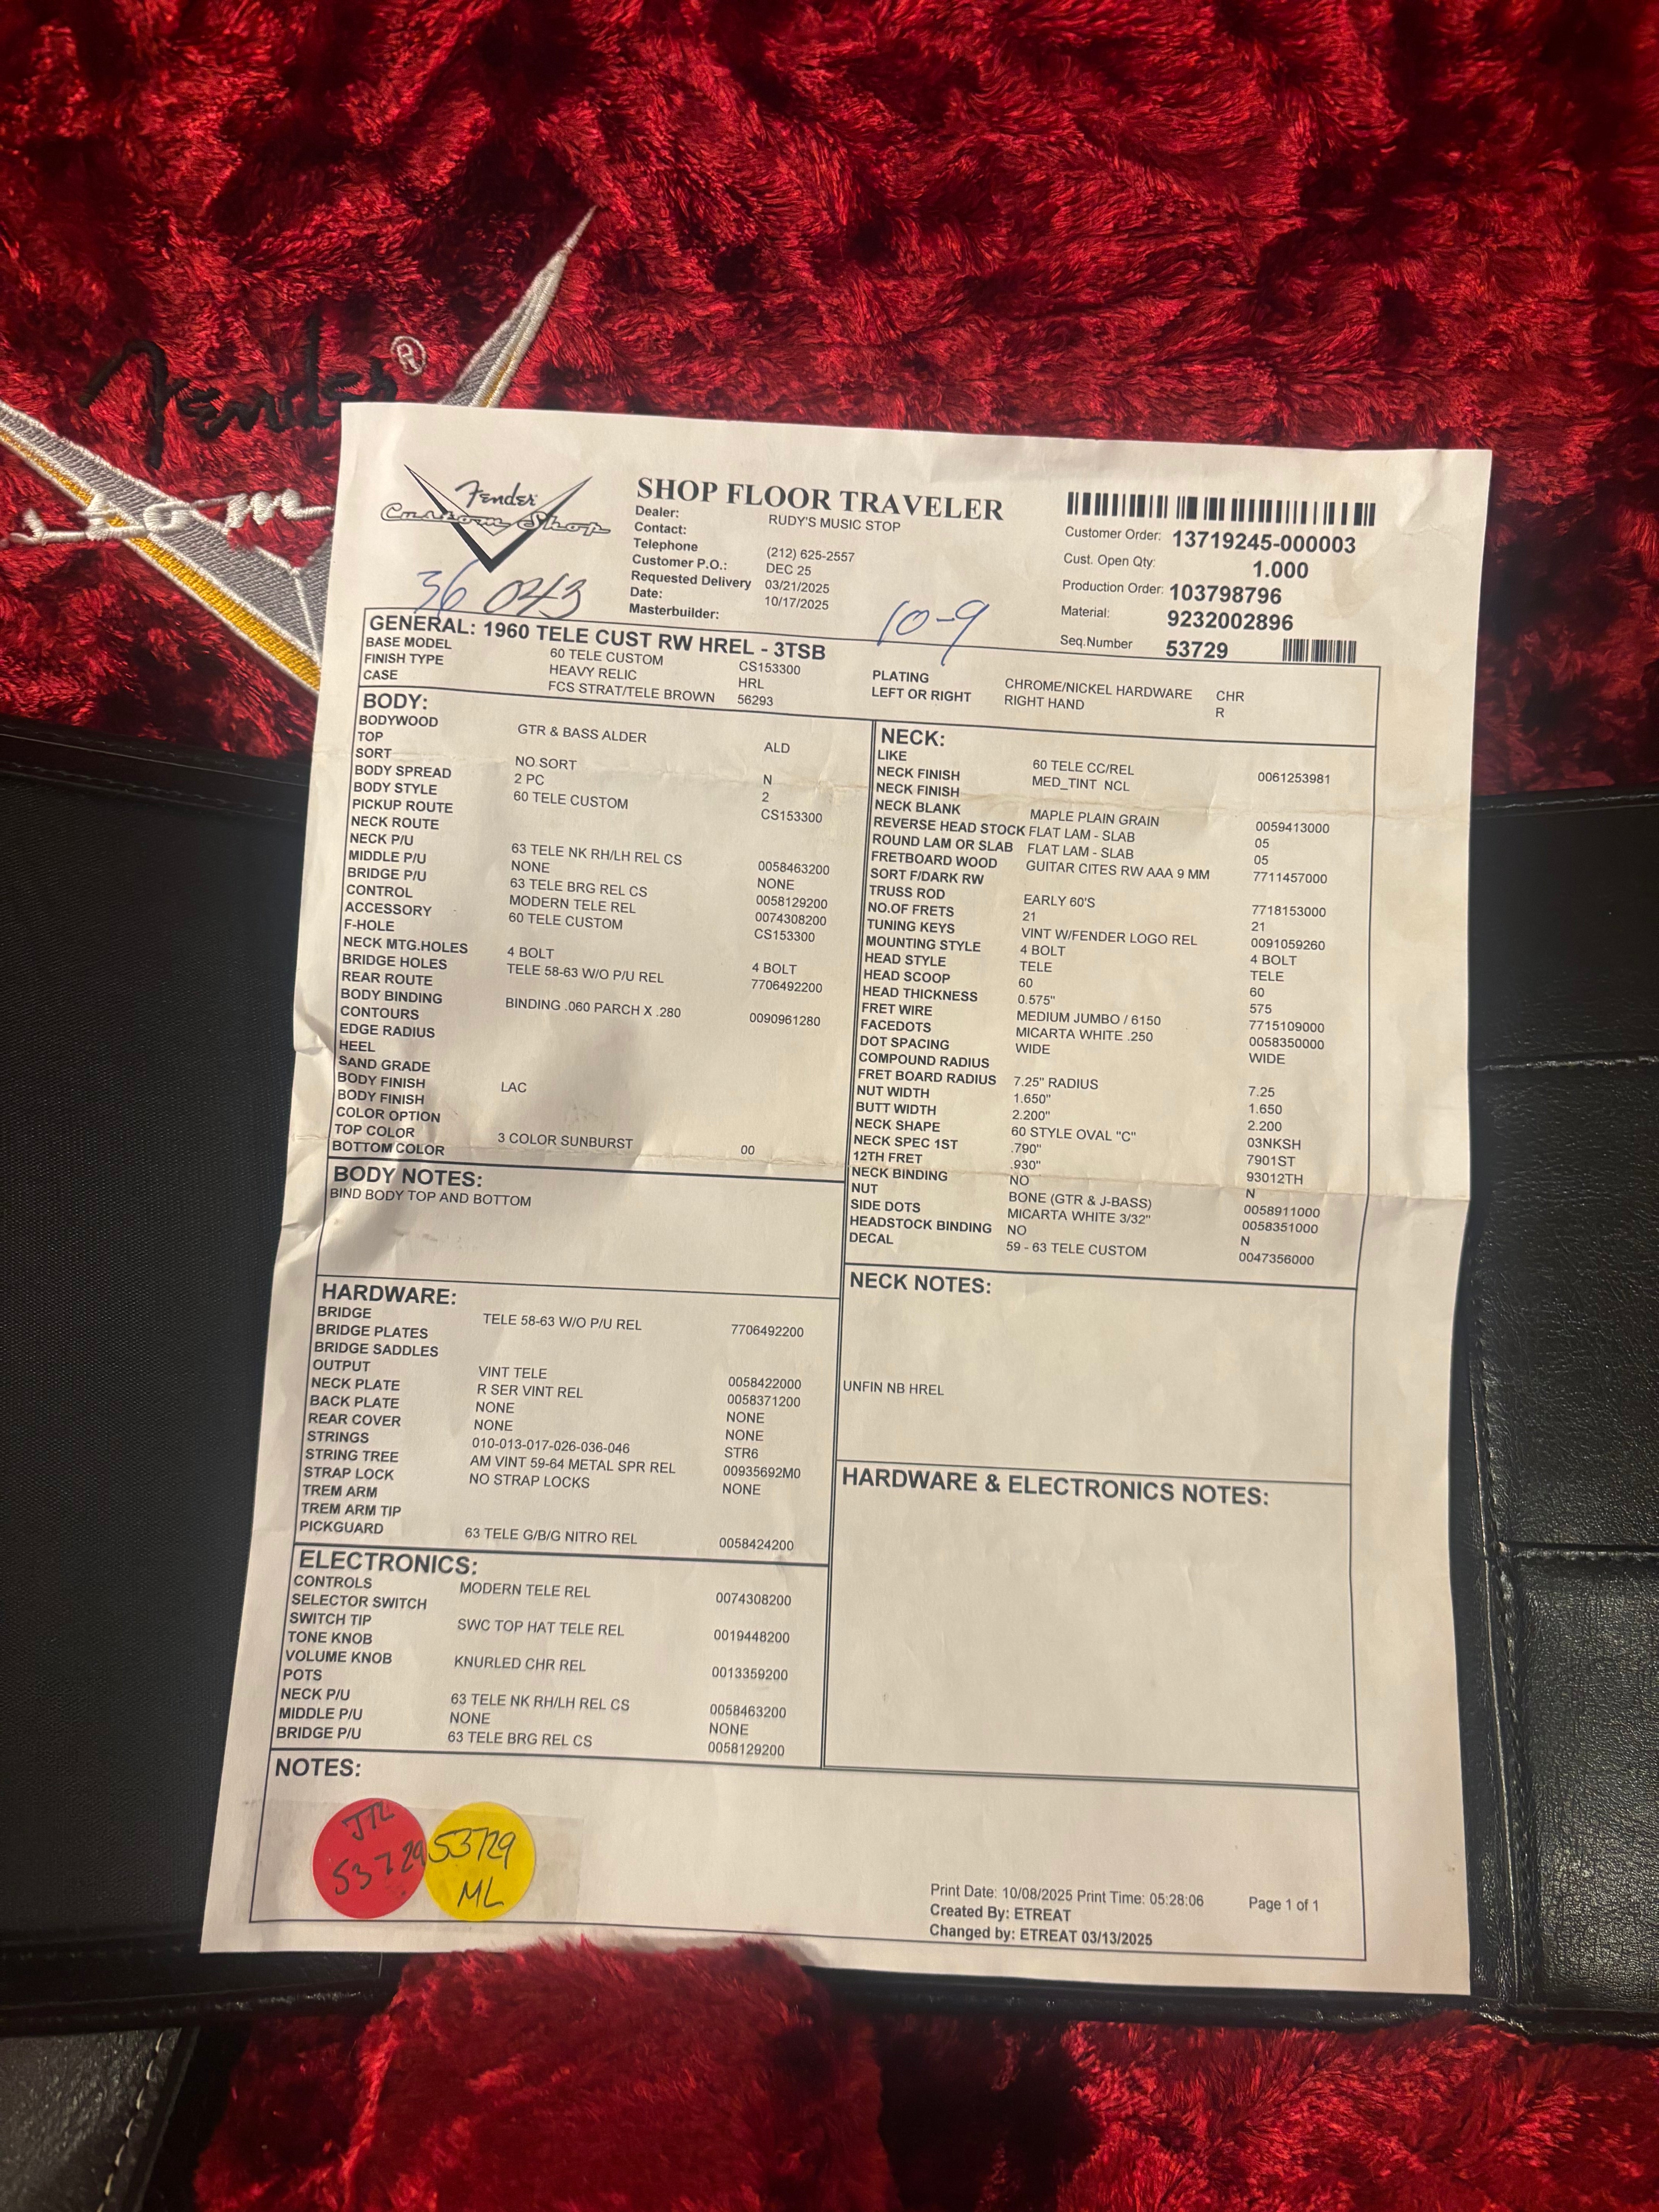 Fender®
Fender
Custom Shop
SHOP FLOOR TRAVELER
Dealer: RUDY'S MUSIC STOP
Contact:
Telephone (212) 625-2557
Customer P.O.: DEC 25
Requested Delivery 03/21/2025
Date: 10/17/2025
Masterbuilder:
Customer Order: 13719245-000003
Cust. Open Qty: 1.000
Production Order: 103798796
Material: 9232002896
Seq.Number 53729
36 043
10-9
GENERAL: 1960 TELE CUST RW HREL - 3TSB
BASE MODEL 60 TELE CUSTOM CS153300
FINISH TYPE HEAVY RELIC HRL
CASE FCS STRAT/TELE BROWN 56293
PLATING CHROME/NICKEL HARDWARE CHR
LEFT OR RIGHT RIGHT HAND R
BODY:
BODYWOOD GTR & BASS ALDER ALD
TOP
SORT NO SORT N
BODY SPREAD 2 PC 2
BODY STYLE 60 TELE CUSTOM CS153300
PICKUP ROUTE
NECK ROUTE
NECK P/U 63 TELE NK RH/LH REL CS 0058463200
MIDDLE P/U NONE NONE
BRIDGE P/U 63 TELE BRG REL CS 0058129200
CONTROL MODERN TELE REL 0074308200
ACCESSORY 60 TELE CUSTOM CS153300
F-HOLE
NECK MTG.HOLES 4 BOLT 4 BOLT
BRIDGE HOLES TELE 58-63 W/O P/U REL 7706492200
REAR ROUTE
BODY BINDING BINDING .060 PARCH X .280 0090961280
CONTOURS
EDGE RADIUS
HEEL
SAND GRADE
BODY FINISH LAC
BODY FINISH
COLOR OPTION
TOP COLOR 3 COLOR SUNBURST 00
BOTTOM COLOR
BODY NOTES:
BIND BODY TOP AND BOTTOM
HARDWARE:
BRIDGE TELE 58-63 W/O P/U REL 7706492200
BRIDGE PLATES
BRIDGE SADDLES
OUTPUT VINT TELE 0058422000
NECK PLATE R SER VINT REL 0058371200
BACK PLATE NONE NONE
REAR COVER NONE NONE
STRINGS 010-013-017-026-036-046 STR6
STRING TREE AM VINT 59-64 METAL SPR REL 00935692M0
STRAP LOCK NO STRAP LOCKS NONE
TREM ARM
TREM ARM TIP
PICKGUARD 63 TELE G/B/G NITRO REL 0058424200
ELECTRONICS:
CONTROLS MODERN TELE REL 0074308200
SELECTOR SWITCH
SWITCH TIP SWC TOP HAT TELE REL 0019448200
TONE KNOB
VOLUME KNOB KNURLED CHR REL 0013359200
POTS
NECK P/U 63 TELE NK RH/LH REL CS 0058463200
MIDDLE P/U NONE NONE
BRIDGE P/U 63 TELE BRG REL CS 0058129200
NECK:
LIKE 60 TELE CC/REL 0061253981
NECK FINISH MED_TINT NCL
NECK FINISH
NECK BLANK MAPLE PLAIN GRAIN 0059413000
REVERSE HEAD STOCK FLAT LAM - SLAB 05
ROUND LAM OR SLAB FLAT LAM - SLAB 05
FRETBOARD WOOD GUITAR CITES RW AAA 9 MM 7711457000
SORT F/DARK RW
TRUSS ROD EARLY 60'S 7718153000
NO.OF FRETS 21 21
TUNING KEYS VINT W/FENDER LOGO REL 0091059260
MOUNTING STYLE 4 BOLT 4 BOLT
HEAD STYLE TELE TELE
HEAD SCOOP 60 60
HEAD THICKNESS 0.575" 575
FRET WIRE MEDIUM JUMBO / 6150 7715109000
FACEDOTS MICARTA WHITE .250 0058350000
DOT SPACING WIDE WIDE
COMPOUND RADIUS
FRET BOARD RADIUS 7.25" RADIUS 7.25
NUT WIDTH 1.650" 1.650
BUTT WIDTH 2.200" 2.200
NECK SHAPE 60 STYLE OVAL "C" 03NKSH
NECK SPEC 1ST .790" 7901ST
12TH FRET .930" 93012TH
NECK BINDING NO N
NUT BONE (GTR & J-BASS) 0058911000
SIDE DOTS MICARTA WHITE 3/32" 0058351000
HEADSTOCK BINDING NO N
DECAL 59 - 63 TELE CUSTOM 0047356000
NECK NOTES:
UNFIN NB HREL
HARDWARE & ELECTRONICS NOTES:
NOTES:
53729
53729
ML
Print Date: 10/08/2025 Print Time: 05:28:06 Page 1 of 1
Created By: ETREAT
Changed by: ETREAT 03/13/2025